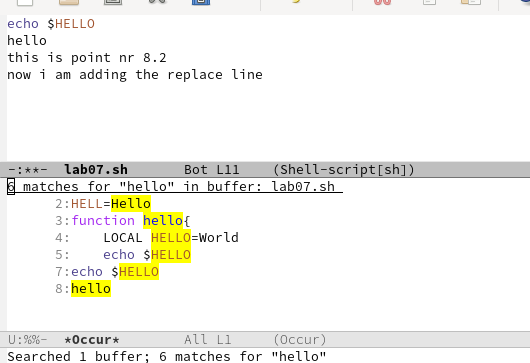 echo $HELLO
hello
this is point nr 8.2
now i am adding the replace line
-:**-  lab07.sh       Bot L11    (Shell-script[sh])
6 matches for "hello" in buffer: lab07.sh
2:HELL=Hello
3:function hello{
4:    LOCAL HELLO=World
5:    echo $HELLO
7:echo $HELLO
8:hello
U:%%-  *Occur*        All L1     (Occur)
Searched 1 buffer; 6 matches for "hello"